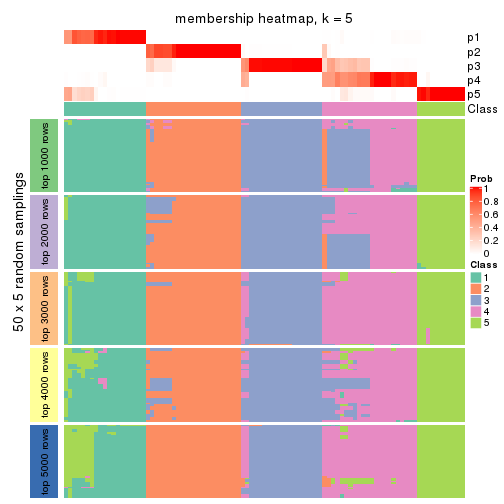 membership heatmap, k = 5
p1
p2
p3
p4
p5
Class
50 x 5 random samplings
top 1000 rows
top 2000 rows
top 3000 rows
top 4000 rows
top 5000 rows
Prob
1
0.8
0.6
0.4
0.2
0
Class
1
2
3
4
5